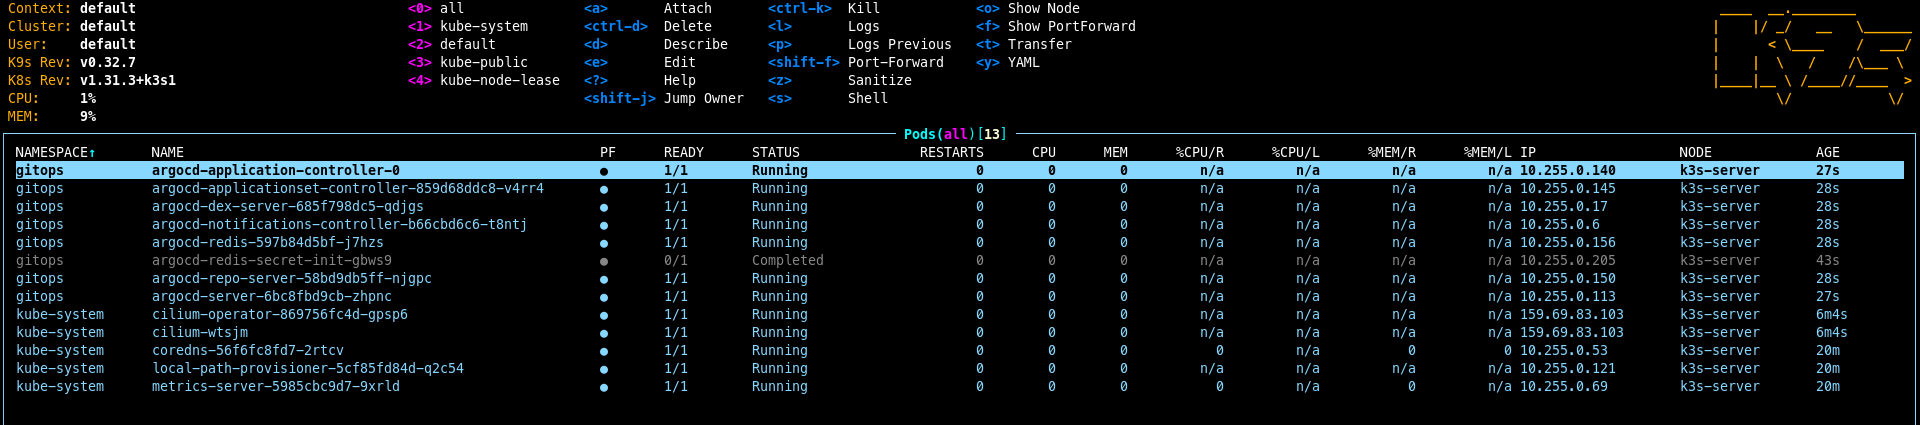 Context: default <0> all <a> Attach <ctrl-k> Kill <o> Show Node
Cluster: default <1> kube-system <ctrl-d> Delete <l> Logs <f> Show PortForward
User: default <2> default <d> Describe <p> Logs Previous <t> Transfer
K9s Rev: v0.32.7 <3> kube-public <e> Edit <shift-f> Port-Forward <y> YAML
K8s Rev: v1.31.3+k3s1 <4> kube-node-lease <?> Help <z> Sanitize
CPU: 1% <shift-j> Jump Owner <s> Shell
MEM: 9%
Pods(all)[13]
NAMESPACE↑ NAME PF READY STATUS RESTARTS CPU MEM %CPU/R %CPU/L %MEM/R %MEM/L IP NODE AGE
gitops argocd-application-controller-0 ● 1/1 Running 0 0 0 n/a n/a n/a n/a 10.255.0.140 k3s-server 27s
gitops argocd-applicationset-controller-859d68ddc8-v4rr4 ● 1/1 Running 0 0 0 n/a n/a n/a n/a 10.255.0.145 k3s-server 28s
gitops argocd-dex-server-685f798dc5-qdjgs ● 1/1 Running 0 0 0 n/a n/a n/a n/a 10.255.0.17 k3s-server 28s
gitops argocd-notifications-controller-b66cbd6c6-t8ntj ● 1/1 Running 0 0 0 n/a n/a n/a n/a 10.255.0.6 k3s-server 28s
gitops argocd-redis-597b84d5bf-j7hzs ● 1/1 Running 0 0 0 n/a n/a n/a n/a 10.255.0.156 k3s-server 28s
gitops argocd-redis-secret-init-gbws9 ● 0/1 Completed 0 0 0 n/a n/a n/a n/a 10.255.0.205 k3s-server 43s
gitops argocd-repo-server-58bd9db5ff-njgpc ● 1/1 Running 0 0 0 n/a n/a n/a n/a 10.255.0.150 k3s-server 28s
gitops argocd-server-6bc8fbd9cb-zhpnc ● 1/1 Running 0 0 0 n/a n/a n/a n/a 10.255.0.113 k3s-server 27s
kube-system cilium-operator-869756fc4d-gpsp6 ● 1/1 Running 0 0 0 n/a n/a n/a n/a 159.69.83.103 k3s-server 6m4s
kube-system cilium-wtsjm ● 1/1 Running 0 0 0 n/a n/a n/a n/a 159.69.83.103 k3s-server 6m4s
kube-system coredns-56f6fc8fd7-2rtcv ● 1/1 Running 0 0 0 0 n/a 0 0 10.255.0.53 k3s-server 20m
kube-system local-path-provisioner-5cf85fd84d-q2c54 ● 1/1 Running 0 0 0 n/a n/a n/a n/a 10.255.0.121 k3s-server 20m
kube-system metrics-server-5985cbc9d7-9xrld ● 1/1 Running 0 0 0 0 n/a 0 n/a 10.255.0.69 k3s-server 20m